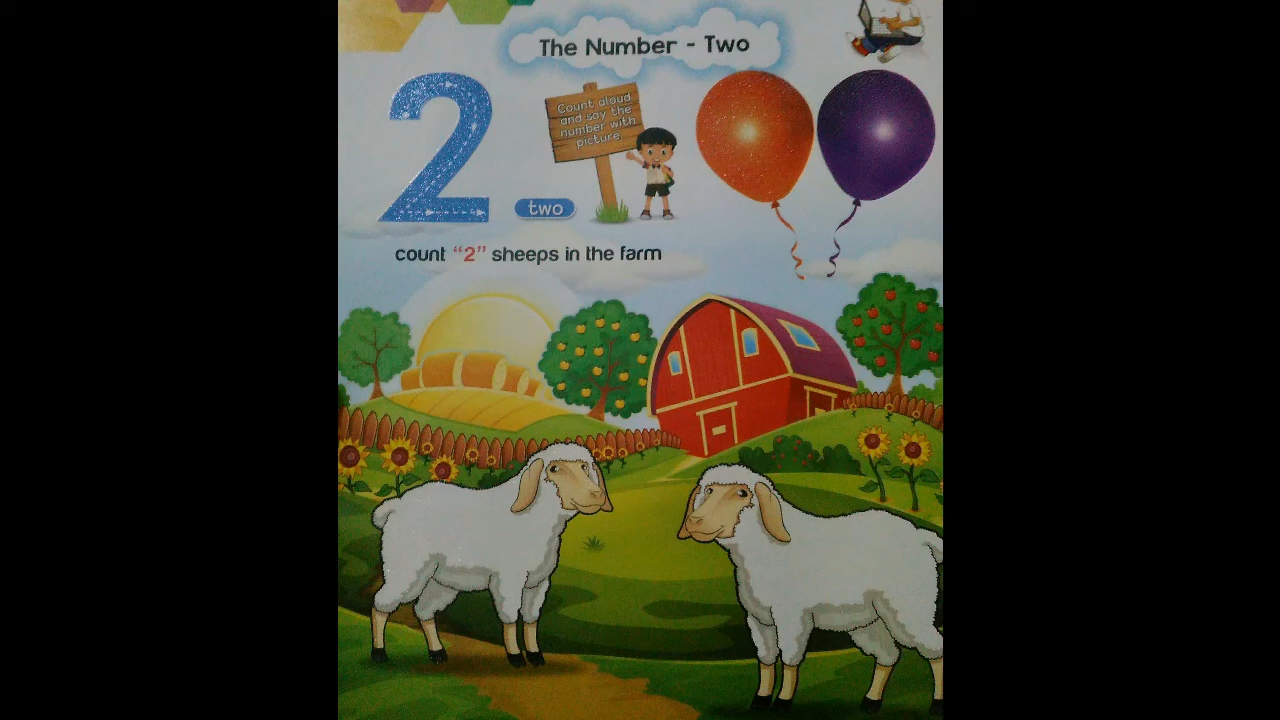 The Number - Two
2
Count aloud
and say the
number with
picture.
two
count “2” sheeps in the farm